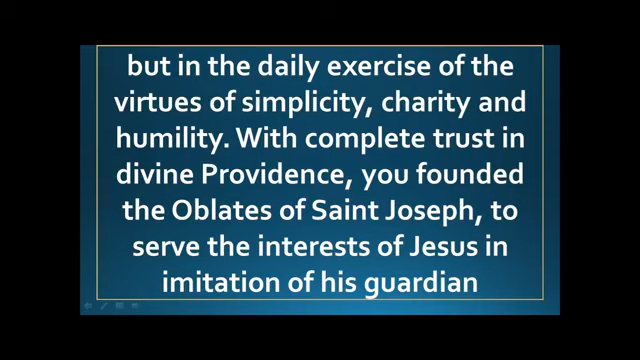 but in the daily exercise of the
virtues of simplicity, charity and
humility. With complete trust in
divine Providence, you founded
the Oblates of Saint Joseph, to
serve the interests of Jesus in
imitation of his guardian